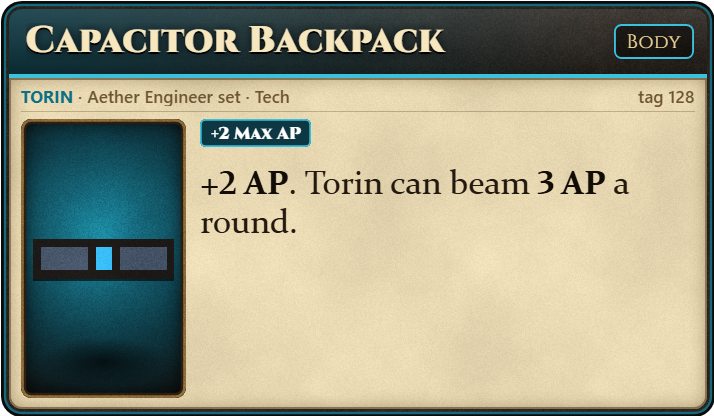 Capacitor Backpack
Body
TORIN · Aether Engineer set · Tech
tag 128
+2 MAX AP
+2 AP. Torin can beam 3 AP a
round.